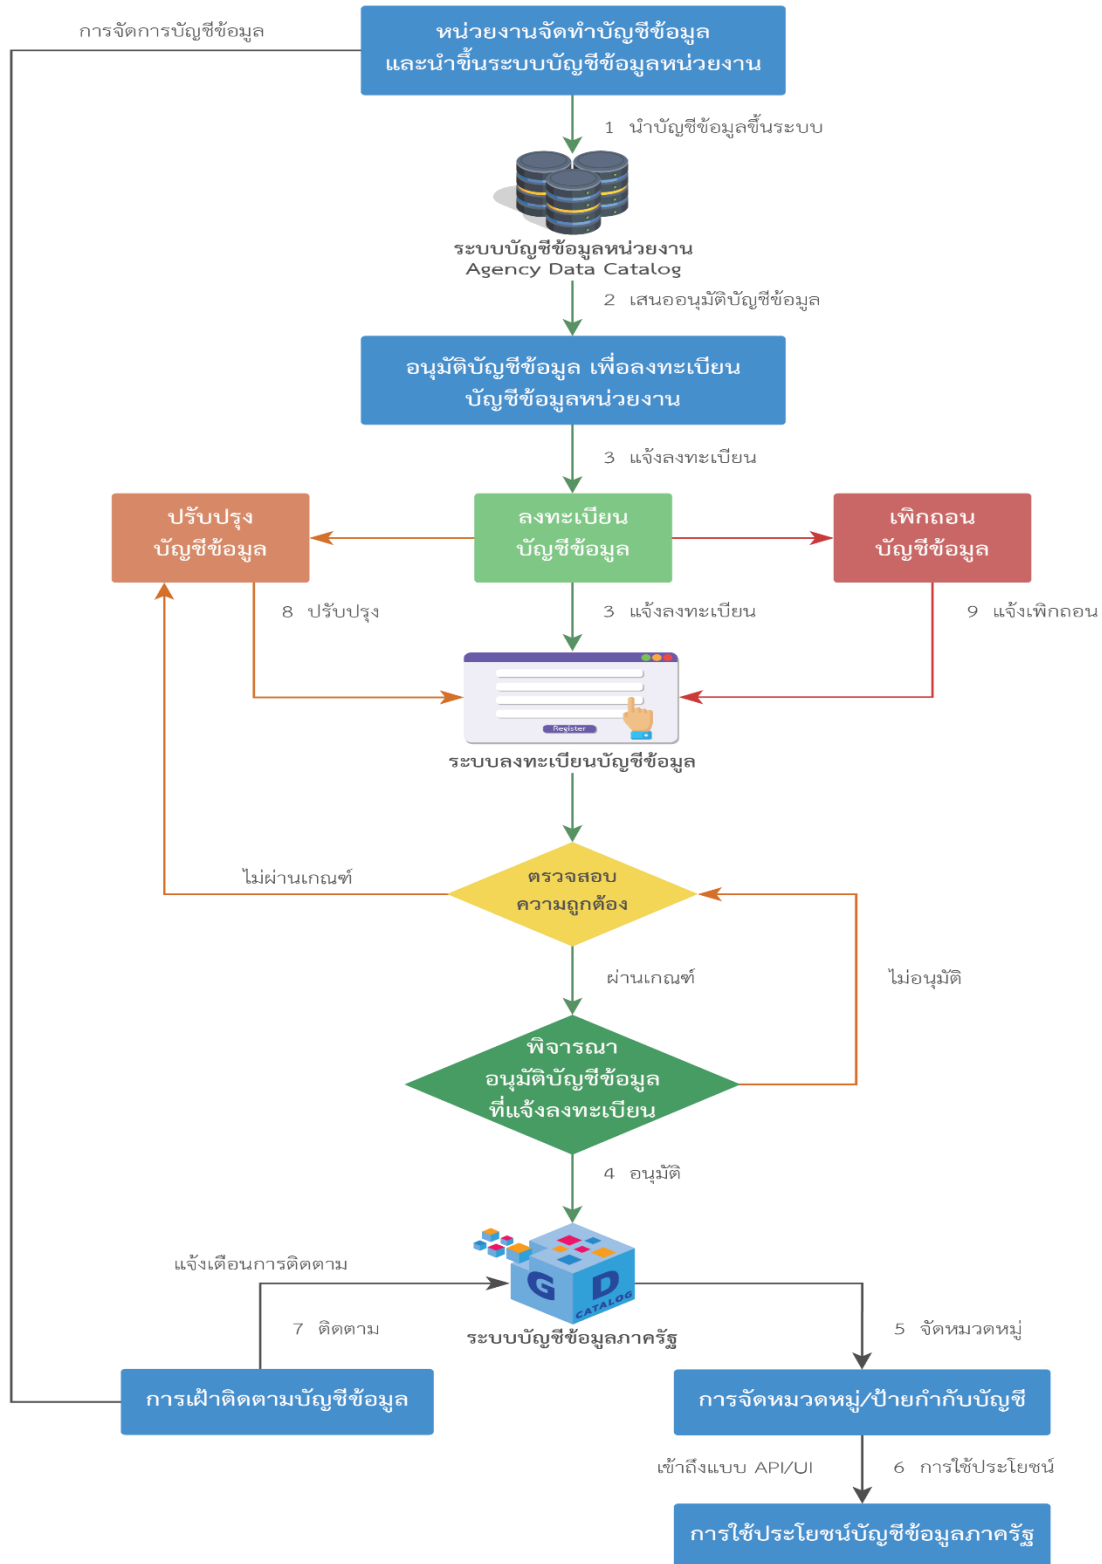 การจัดการบัญชีข้อมูล
หน่วยงานจัดทำบัญชีข้อมูล
และนำขึ้นระบบบัญชีข้อมูลหน่วยงาน
1 นำบัญชีข้อมูลขึ้นระบบ
ระบบบัญชีข้อมูลหน่วยงาน
Agency Data Catalog
2 เสนออนุมัติบัญชีข้อมูล
อนุมัติบัญชีข้อมูล เพื่อลงทะเบียน
บัญชีข้อมูลหน่วยงาน
3 แจ้งลงทะเบียน
ปรับปรุง
บัญชีข้อมูล
ลงทะเบียน
บัญชีข้อมูล
เพิกถอน
บัญชีข้อมูล
8 ปรับปรุง
3 แจ้งลงทะเบียน
9 แจ้งเพิกถอน
Register
ระบบลงทะเบียนบัญชีข้อมูล
ไม่ผ่านเกณฑ์
ตรวจสอบ
ความถูกต้อง
ผ่านเกณฑ์
ไม่อนุมัติ
พิจารณา
อนุมัติบัญชีข้อมูล
ที่แจ้งลงทะเบียน
4 อนุมัติ
แจ้งเตือนการติดตาม
G D
CATALOG
7 ติดตาม
ระบบบัญชีข้อมูลภาครัฐ
5 จัดหมวดหมู่
การเฝ้าติดตามบัญชีข้อมูล
การจัดหมวดหมู่/ป้ายกำกับบัญชี
เข้าถึงแบบ API/UI
6 การใช้ประโยชน์
การใช้ประโยชน์บัญชีข้อมูลภาครัฐ